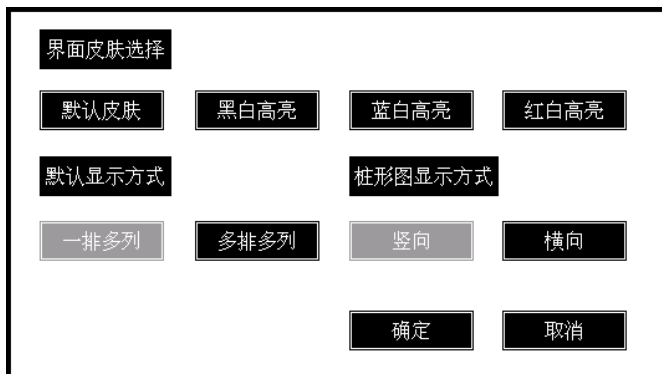 界面皮肤选择
默认皮肤 黑白高亮 蓝白高亮 红白高亮
默认显示方式 桩形图显示方式
一排多列 多排多列 竖向 横向
确定 取消